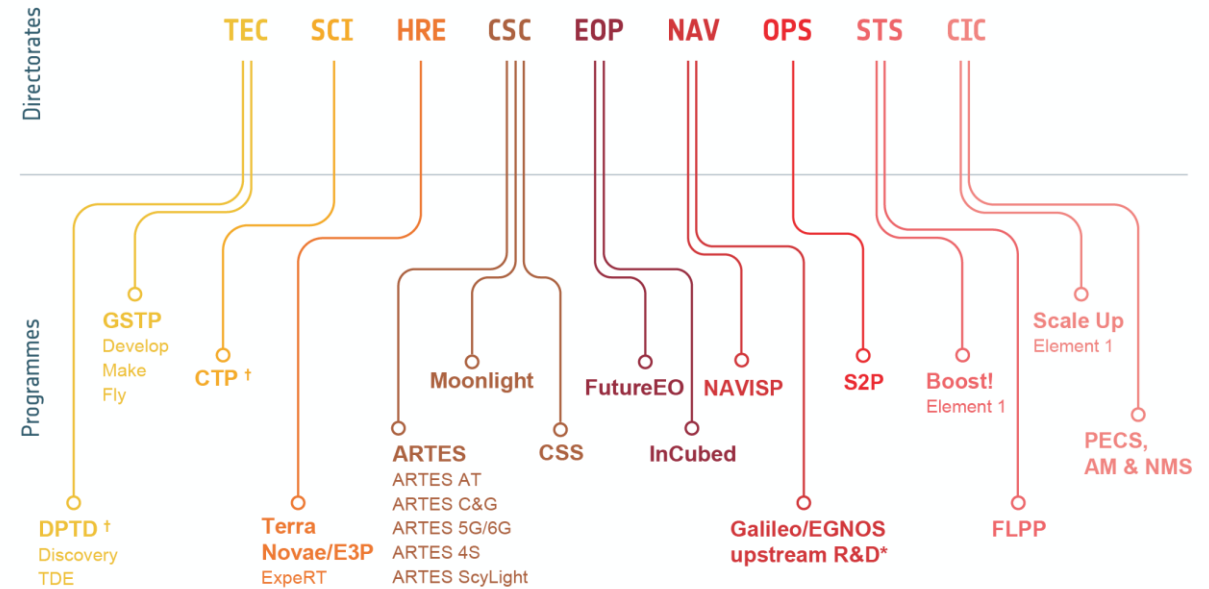 Directorates
TEC SCI HRE CSC EOP NAV OPS STS CIC
Programmes
GSTP
Develop
Make
Fly
CTP †
DPTD †
Discovery
TDE
Terra
Novae/E3P
ExpeRT
Moonlight
ARTES
ARTES AT
ARTES C&G
ARTES 5G/6G
ARTES 4S
ARTES ScyLight
CSS
FutureEO
InCubed
NAVISP
Galileo/EGNOS
upstream R&D*
S2P
Boost!
Element 1
FLPP
Scale Up
Element 1
PECS,
AM & NMS